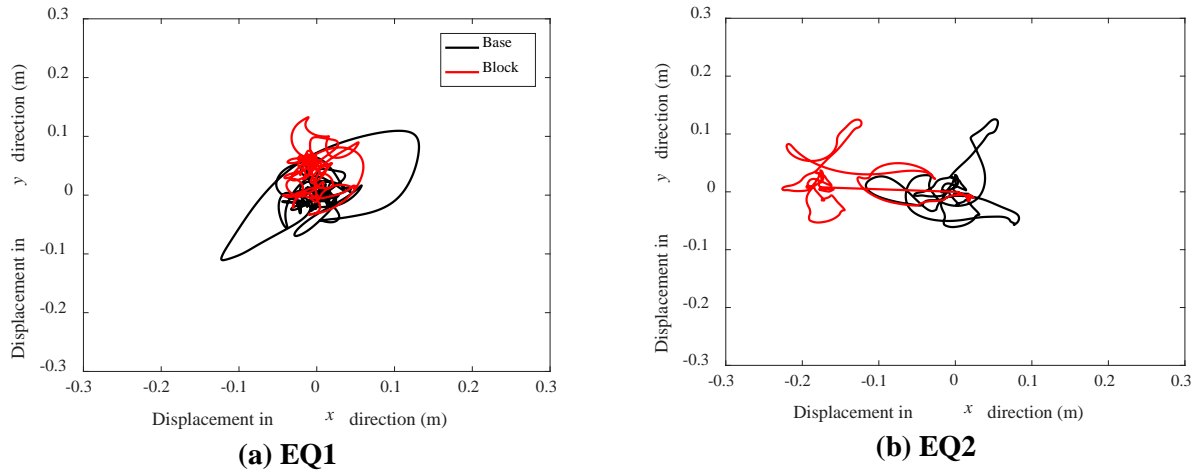 0.3
0.2
0.1
0
-0.1
-0.2
-0.3
Displacement in y direction (m)
Base
Block
-0.3 -0.2 -0.1 0 0.1 0.2 0.3
Displacement in x direction (m)
(a) EQ1
0.3
0.2
0.1
0
-0.1
-0.2
-0.3
Displacement in y direction (m)
-0.3 -0.2 -0.1 0 0.1 0.2 0.3
Displacement in x direction (m)
(b) EQ2